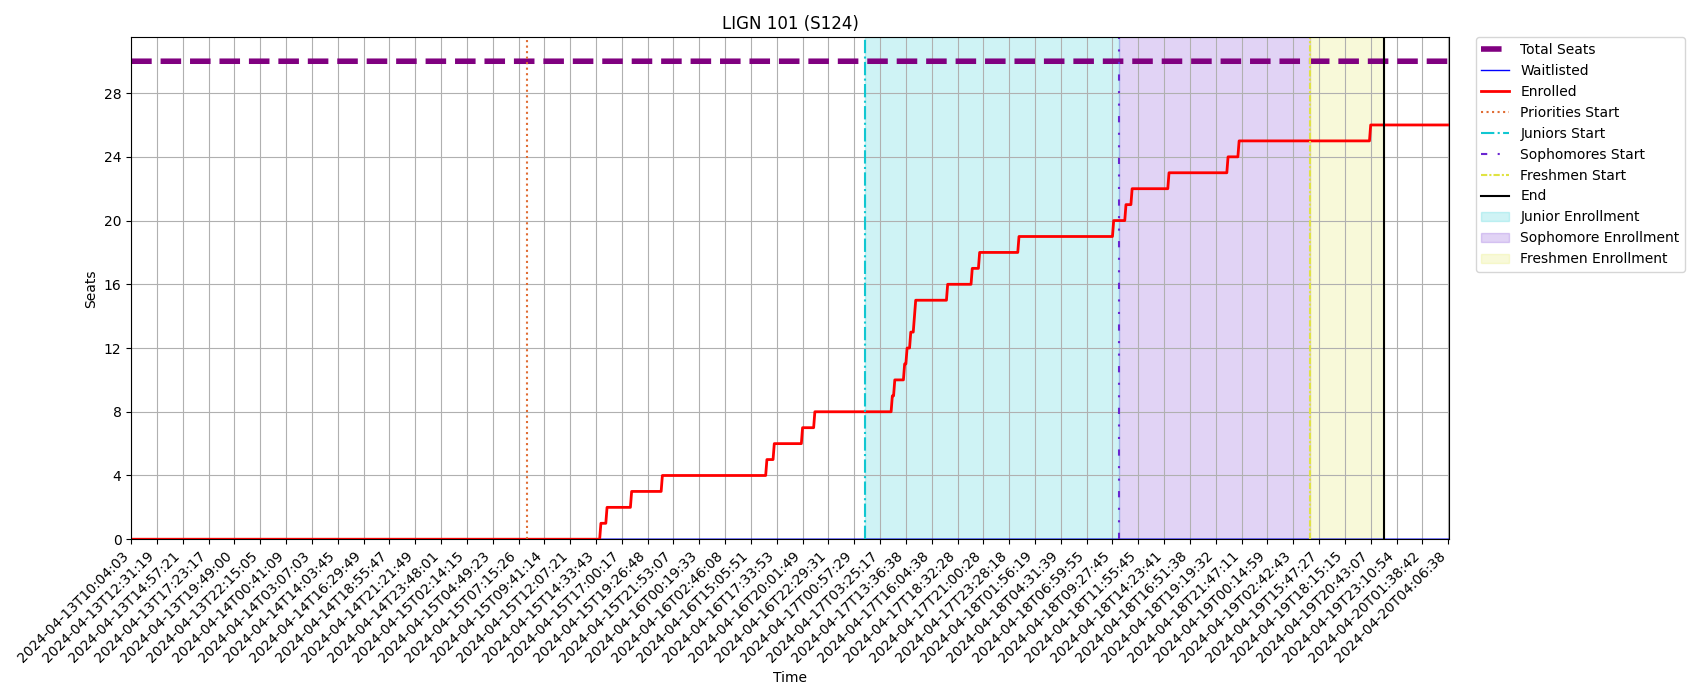 LIGN 101 (S124)
Total Seats
Waitlisted
Enrolled
Priorities Start
Juniors Start
Sophomores Start
Freshmen Start
End
Junior Enrollment
Sophomore Enrollment
Freshmen Enrollment
Seats
28
24
20
16
12
8
4
0
2024-04-13T10:04:03
2024-04-13T12:31:19
2024-04-13T14:57:21
2024-04-13T17:23:17
2024-04-13T19:49:00
2024-04-13T22:15:05
2024-04-14T00:41:09
2024-04-14T03:07:03
2024-04-14T14:03:45
2024-04-14T16:29:49
2024-04-14T18:55:47
2024-04-14T21:21:49
2024-04-14T23:48:01
2024-04-15T02:14:15
2024-04-15T04:49:23
2024-04-15T07:15:26
2024-04-15T09:41:14
2024-04-15T12:07:21
2024-04-15T14:33:43
2024-04-15T17:00:17
2024-04-15T19:26:48
2024-04-15T21:53:07
2024-04-16T00:19:33
2024-04-16T02:46:08
2024-04-16T15:05:51
2024-04-16T17:33:53
2024-04-16T20:01:49
2024-04-16T22:29:31
2024-04-17T00:57:29
2024-04-17T03:25:17
2024-04-17T13:36:38
2024-04-17T16:04:38
2024-04-17T18:32:28
2024-04-17T21:00:28
2024-04-17T23:28:18
2024-04-18T01:56:19
2024-04-18T04:31:39
2024-04-18T06:59:55
2024-04-18T09:27:45
2024-04-18T11:55:45
2024-04-18T14:23:41
2024-04-18T16:51:38
2024-04-18T19:19:32
2024-04-18T21:47:11
2024-04-19T00:14:59
2024-04-19T02:42:43
2024-04-19T15:47:27
2024-04-19T18:15:15
2024-04-19T20:43:07
2024-04-19T23:10:54
2024-04-20T01:38:42
2024-04-20T04:06:38
Time